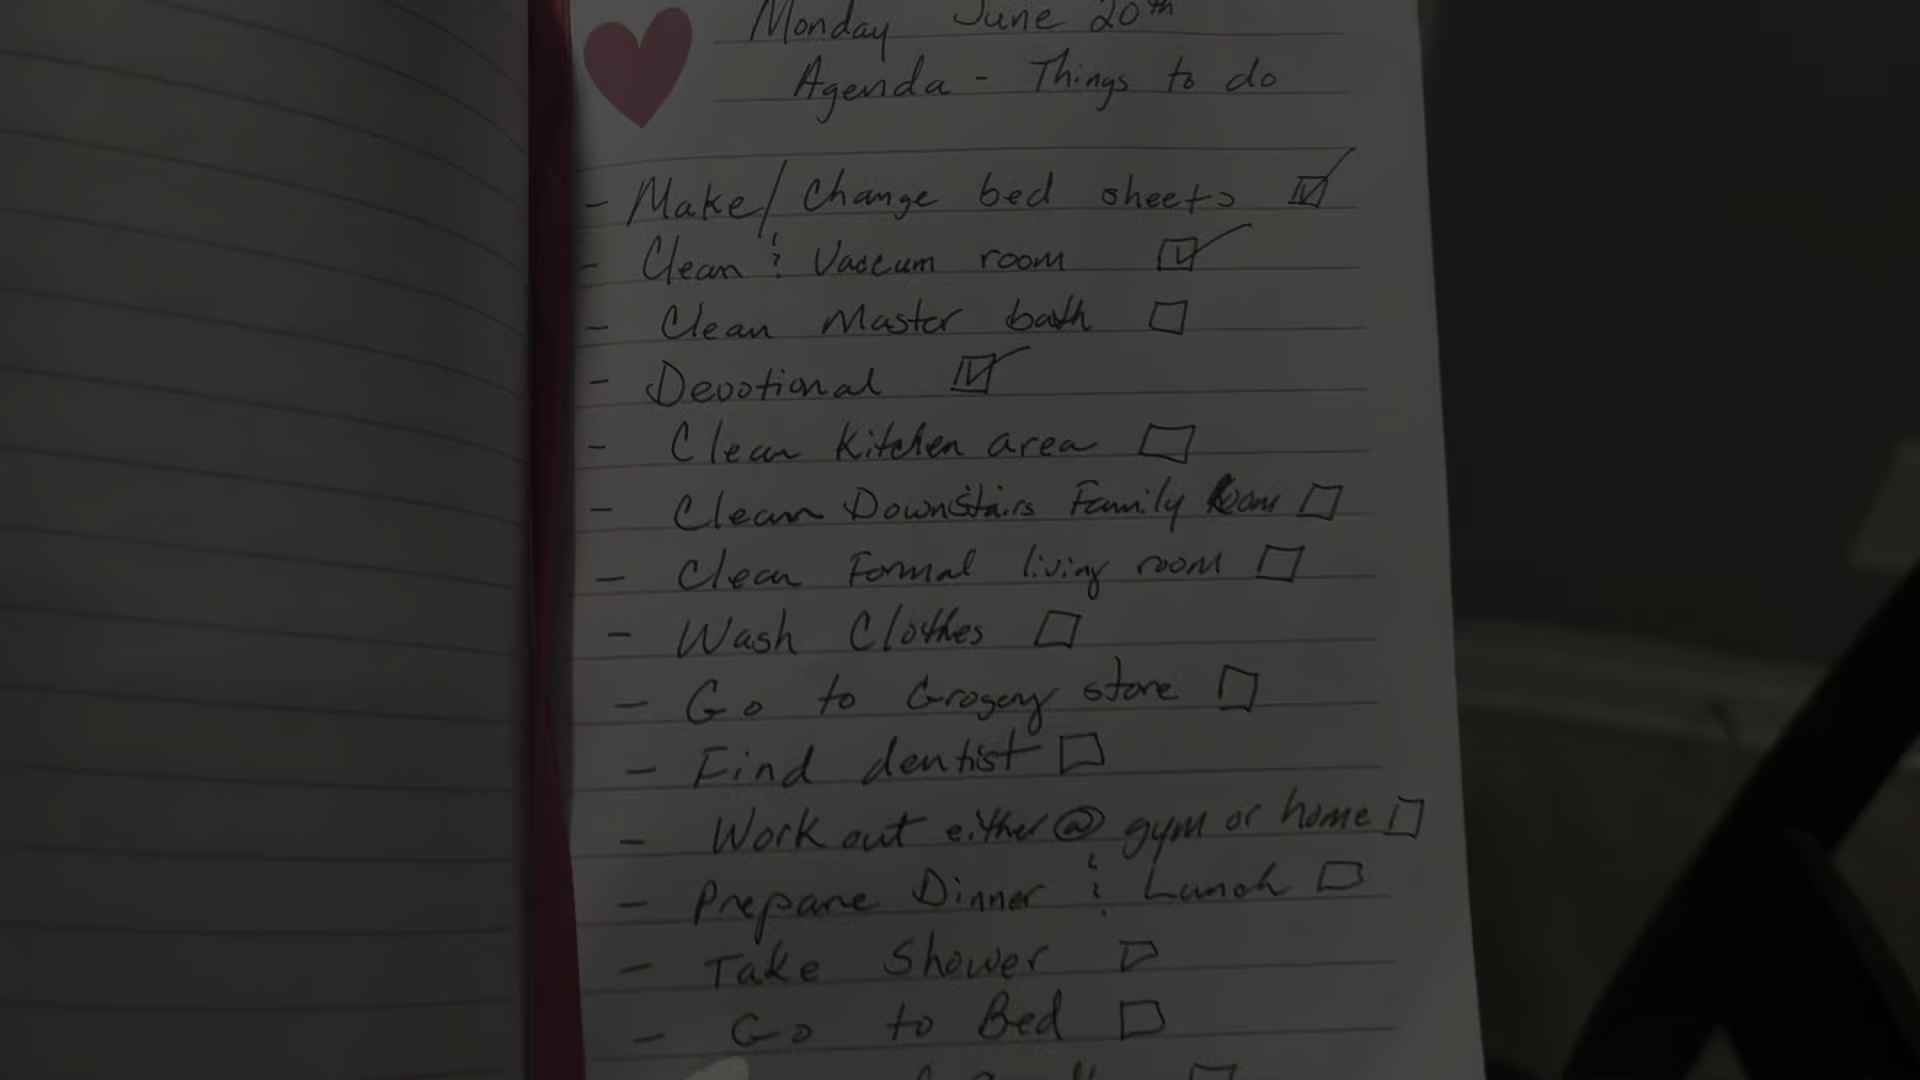 Monday June 20th
Agenda - Things to do
- Make/Change bed sheets ☑
- Clean & Vaccum room ☑
- Clean Master bath ☐
- Devotional ☑
- Clean Kitchen area ☐
- Clean Downstairs Family Room ☐
- Clean Formal living room ☐
- Wash Clothes ☐
- Go to Grogery store ☐
- Find dentist ☐
- Work out either @ gym or home ☐
- Prepare Dinner & Lunch ☐
- Take Shower ☐
- Go to Bed ☐